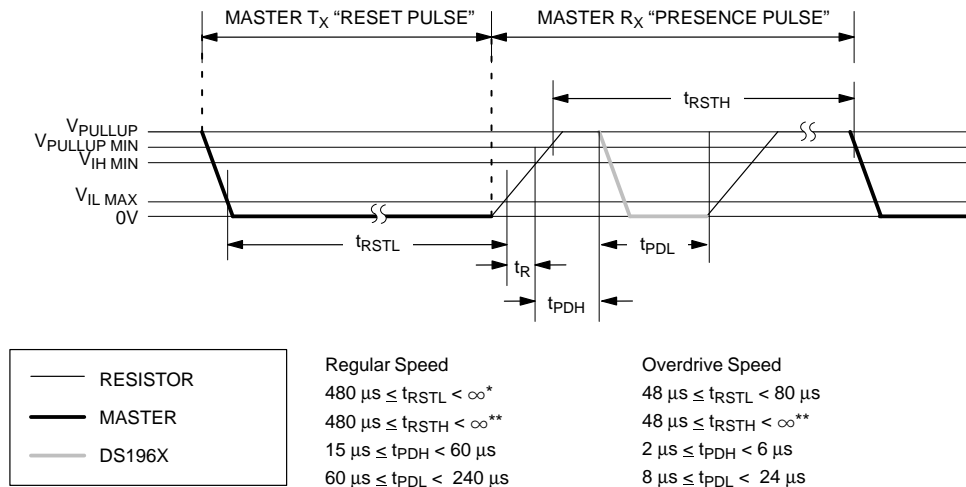 MASTER TX “RESET PULSE” MASTER RX “PRESENCE PULSE”
tRSTH
VPULLUP
VPULLUP MIN
VIH MIN
VIL MAX
0V
tRSTL
tPDL
tR
tPDH
RESISTOR
MASTER
DS196X
Regular Speed
480 μs ≤ tRSTL < ∞*
480 μs ≤ tRSTH < ∞**
15 μs ≤ tPDH < 60 μs
60 μs ≤ tPDL < 240 μs
Overdrive Speed
48 μs ≤ tRSTL < 80 μs
48 μs ≤ tRSTH < ∞**
2 μs ≤ tPDH < 6 μs
8 μs ≤ tPDL < 24 μs